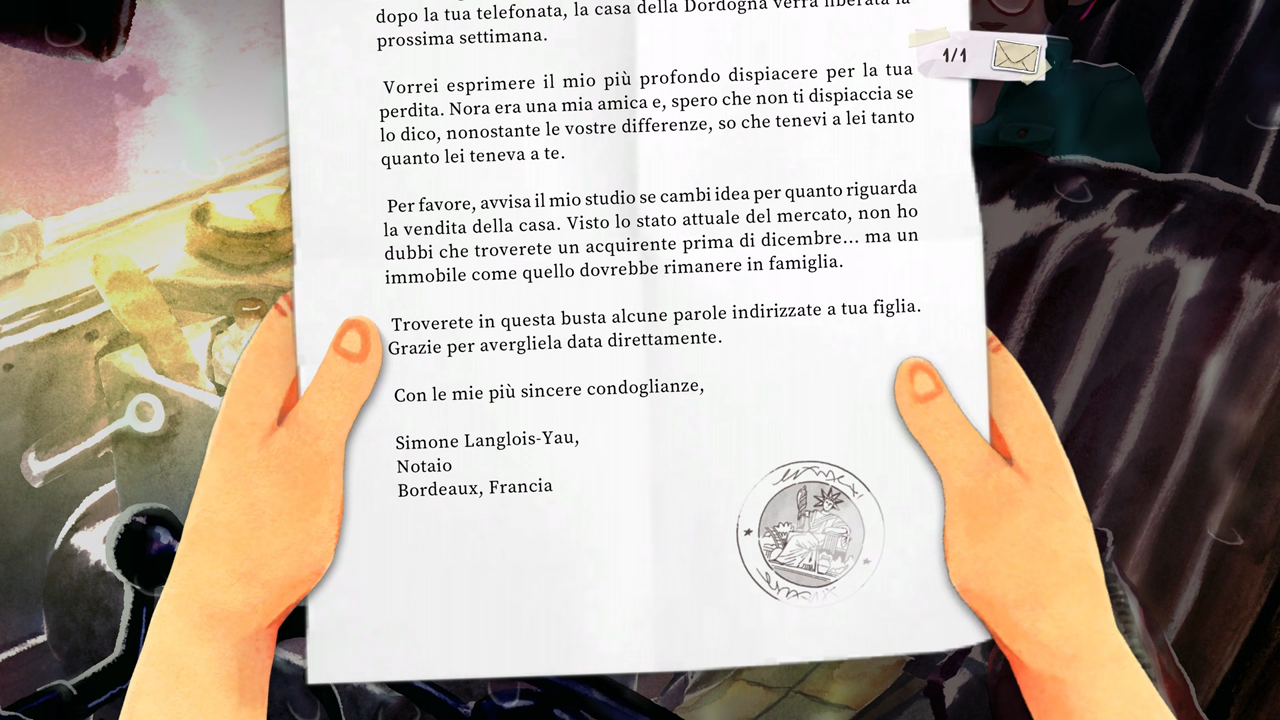 dopo la tua telefonata, la casa della Dordogna verrà liberata la
prossima settimana.
Vorrei esprimere il mio più profondo dispiacere per la tua
perdita. Nora era una mia amica e, spero che non ti dispiaccia se
lo dico, nonostante le vostre differenze, so che tenevi a lei tanto
quanto lei teneva a te.
Per favore, avvisa il mio studio se cambi idea per quanto riguarda
la vendita della casa. Visto lo stato attuale del mercato, non ho
dubbi che troverete un acquirente prima di dicembre... ma un
immobile come quello dovrebbe rimanere in famiglia.
Troverete in questa busta alcune parole indirizzate a tua figlia.
Grazie per avergliela data direttamente.
Con le mie più sincere condoglianze,
Simone Langlois-Yau,
Notaio
Bordeaux, Francia
1/1